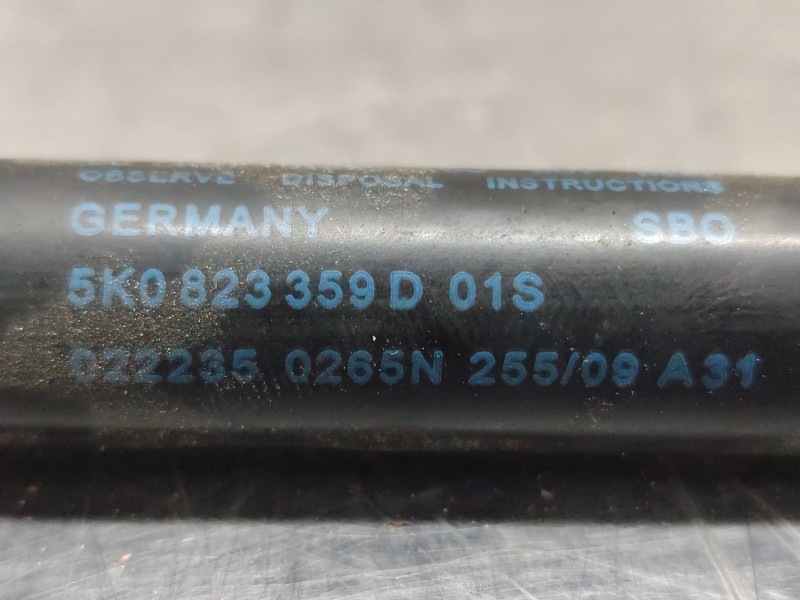 OBSERVE DISPOSAL INSTRUCTIONS
GERMANY SBO
5K0 823 359 D 01S
022235 0265N 255/09 A31